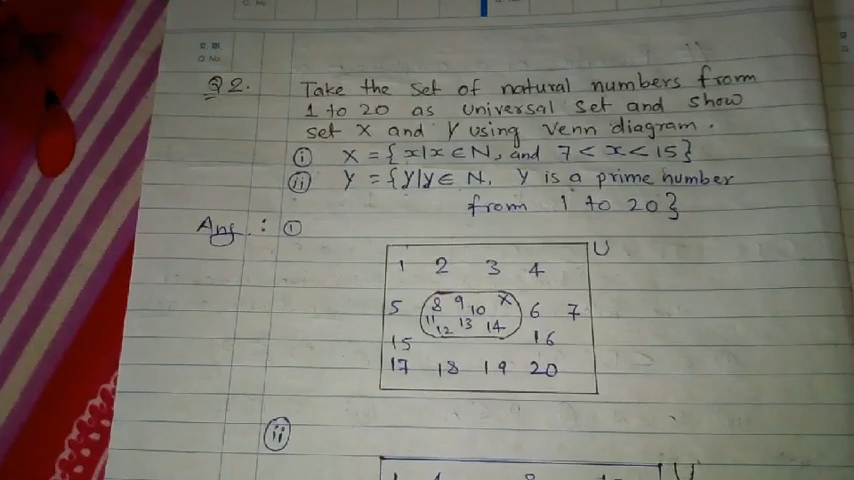 Q2. Take the set of natural numbers from
1 to 20 as universal set and show
set X and Y using Venn diagram.
(i) X = {x|x ∈ N, and 7 < x < 15}
(ii) Y = {y|y ∈ N, y is a prime number
from 1 to 20}
Ans. : (i)
U
1 2 3 4
5 8 9 10 X 6 7
11 12 13 14
15 16
17 18 19 20
(ii)
U